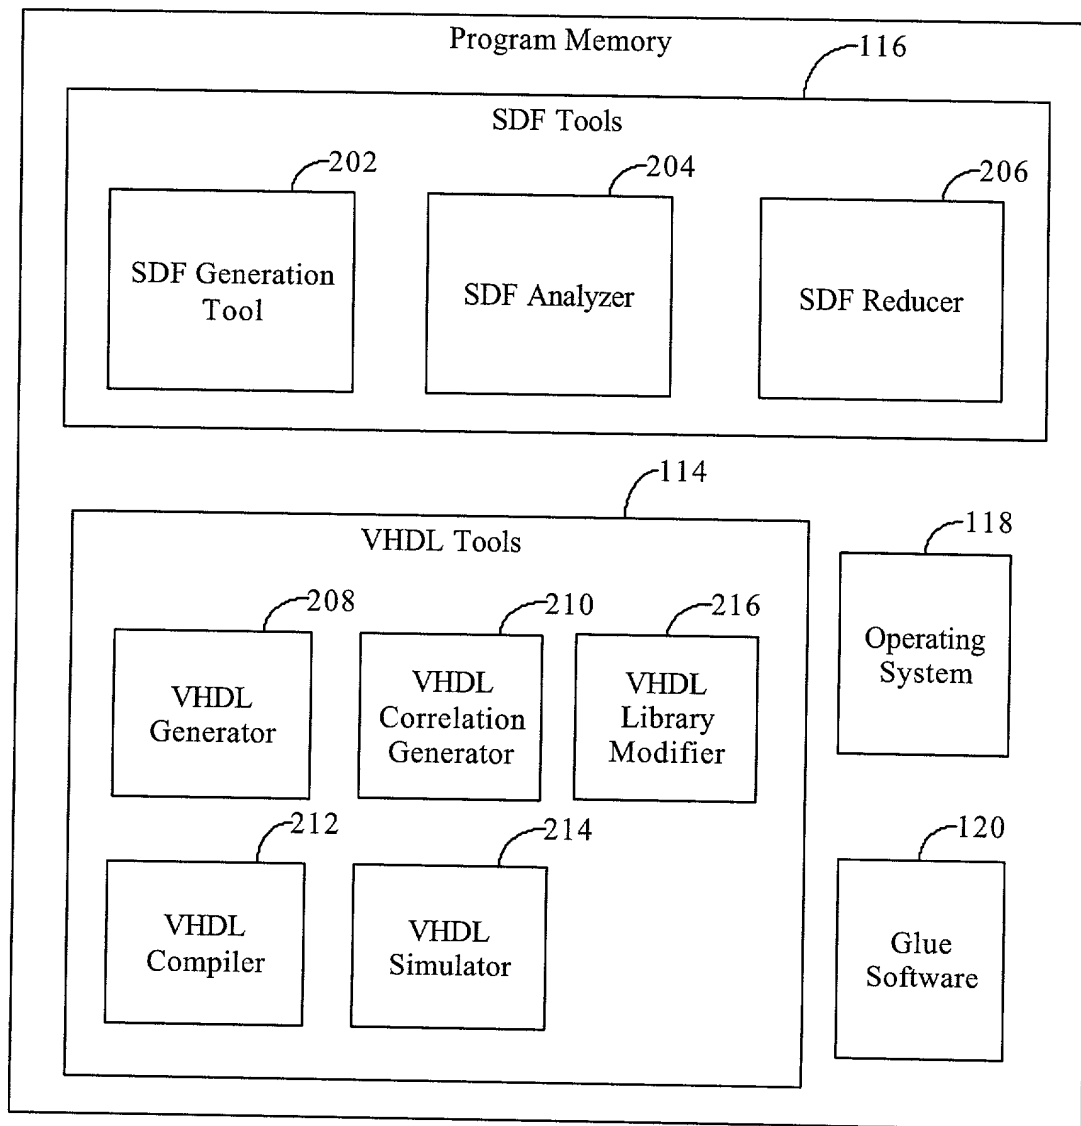 Program Memory
116
SDF Tools
202
204
206
SDF Generation
Tool
SDF Analyzer
SDF Reducer
114
VHDL Tools
118
208
210
216
Operating
System
VHDL
Generator
VHDL
Correlation
Generator
VHDL
Library
Modifier
212
214
120
VHDL
Compiler
VHDL
Simulator
Glue
Software